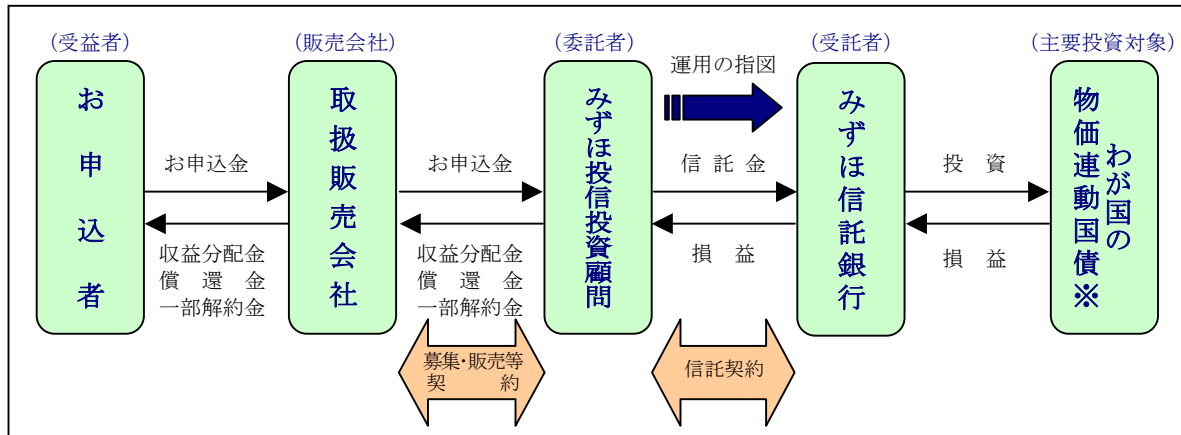 (受益者)
お申込者
お申込金
収益分配金
償還金
一部解約金
(販売会社)
取扱販売会社
お申込金
収益分配金
償還金
一部解約金
募集・販売等
契約
(委託者)
みずほ投信投資顧問
運用の指図
信託金
損益
信託契約
(受託者)
みずほ信託銀行
投資
損益
(主要投資対象)
わが国の
物価連動国債※